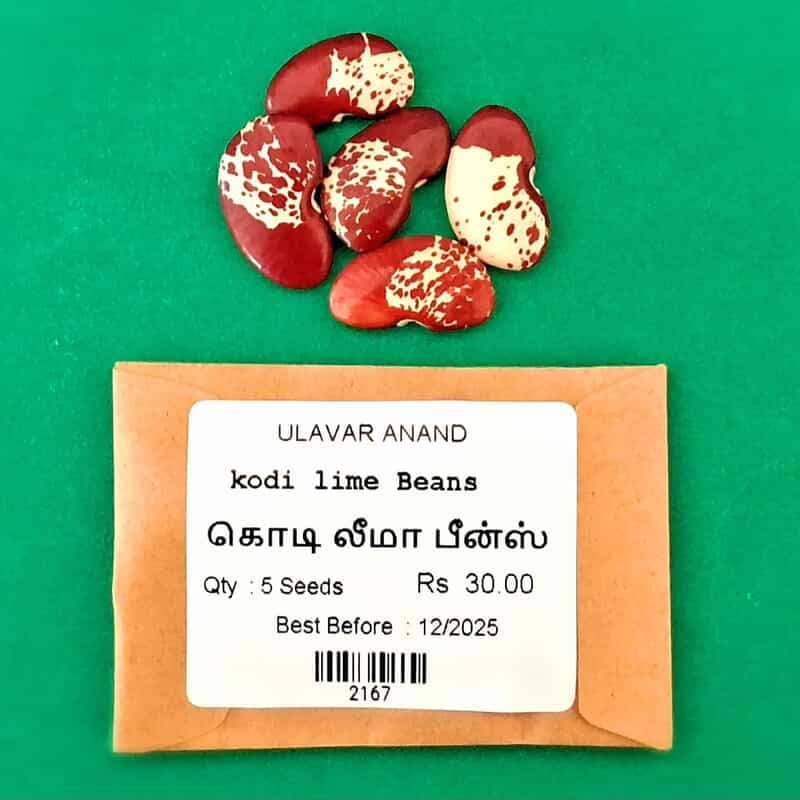 ULAVAR ANAND
kodi lime Beans
கொடி லீமா பீன்ஸ்
Qty : 5 Seeds Rs 30.00
Best Before : 12/2025
2167